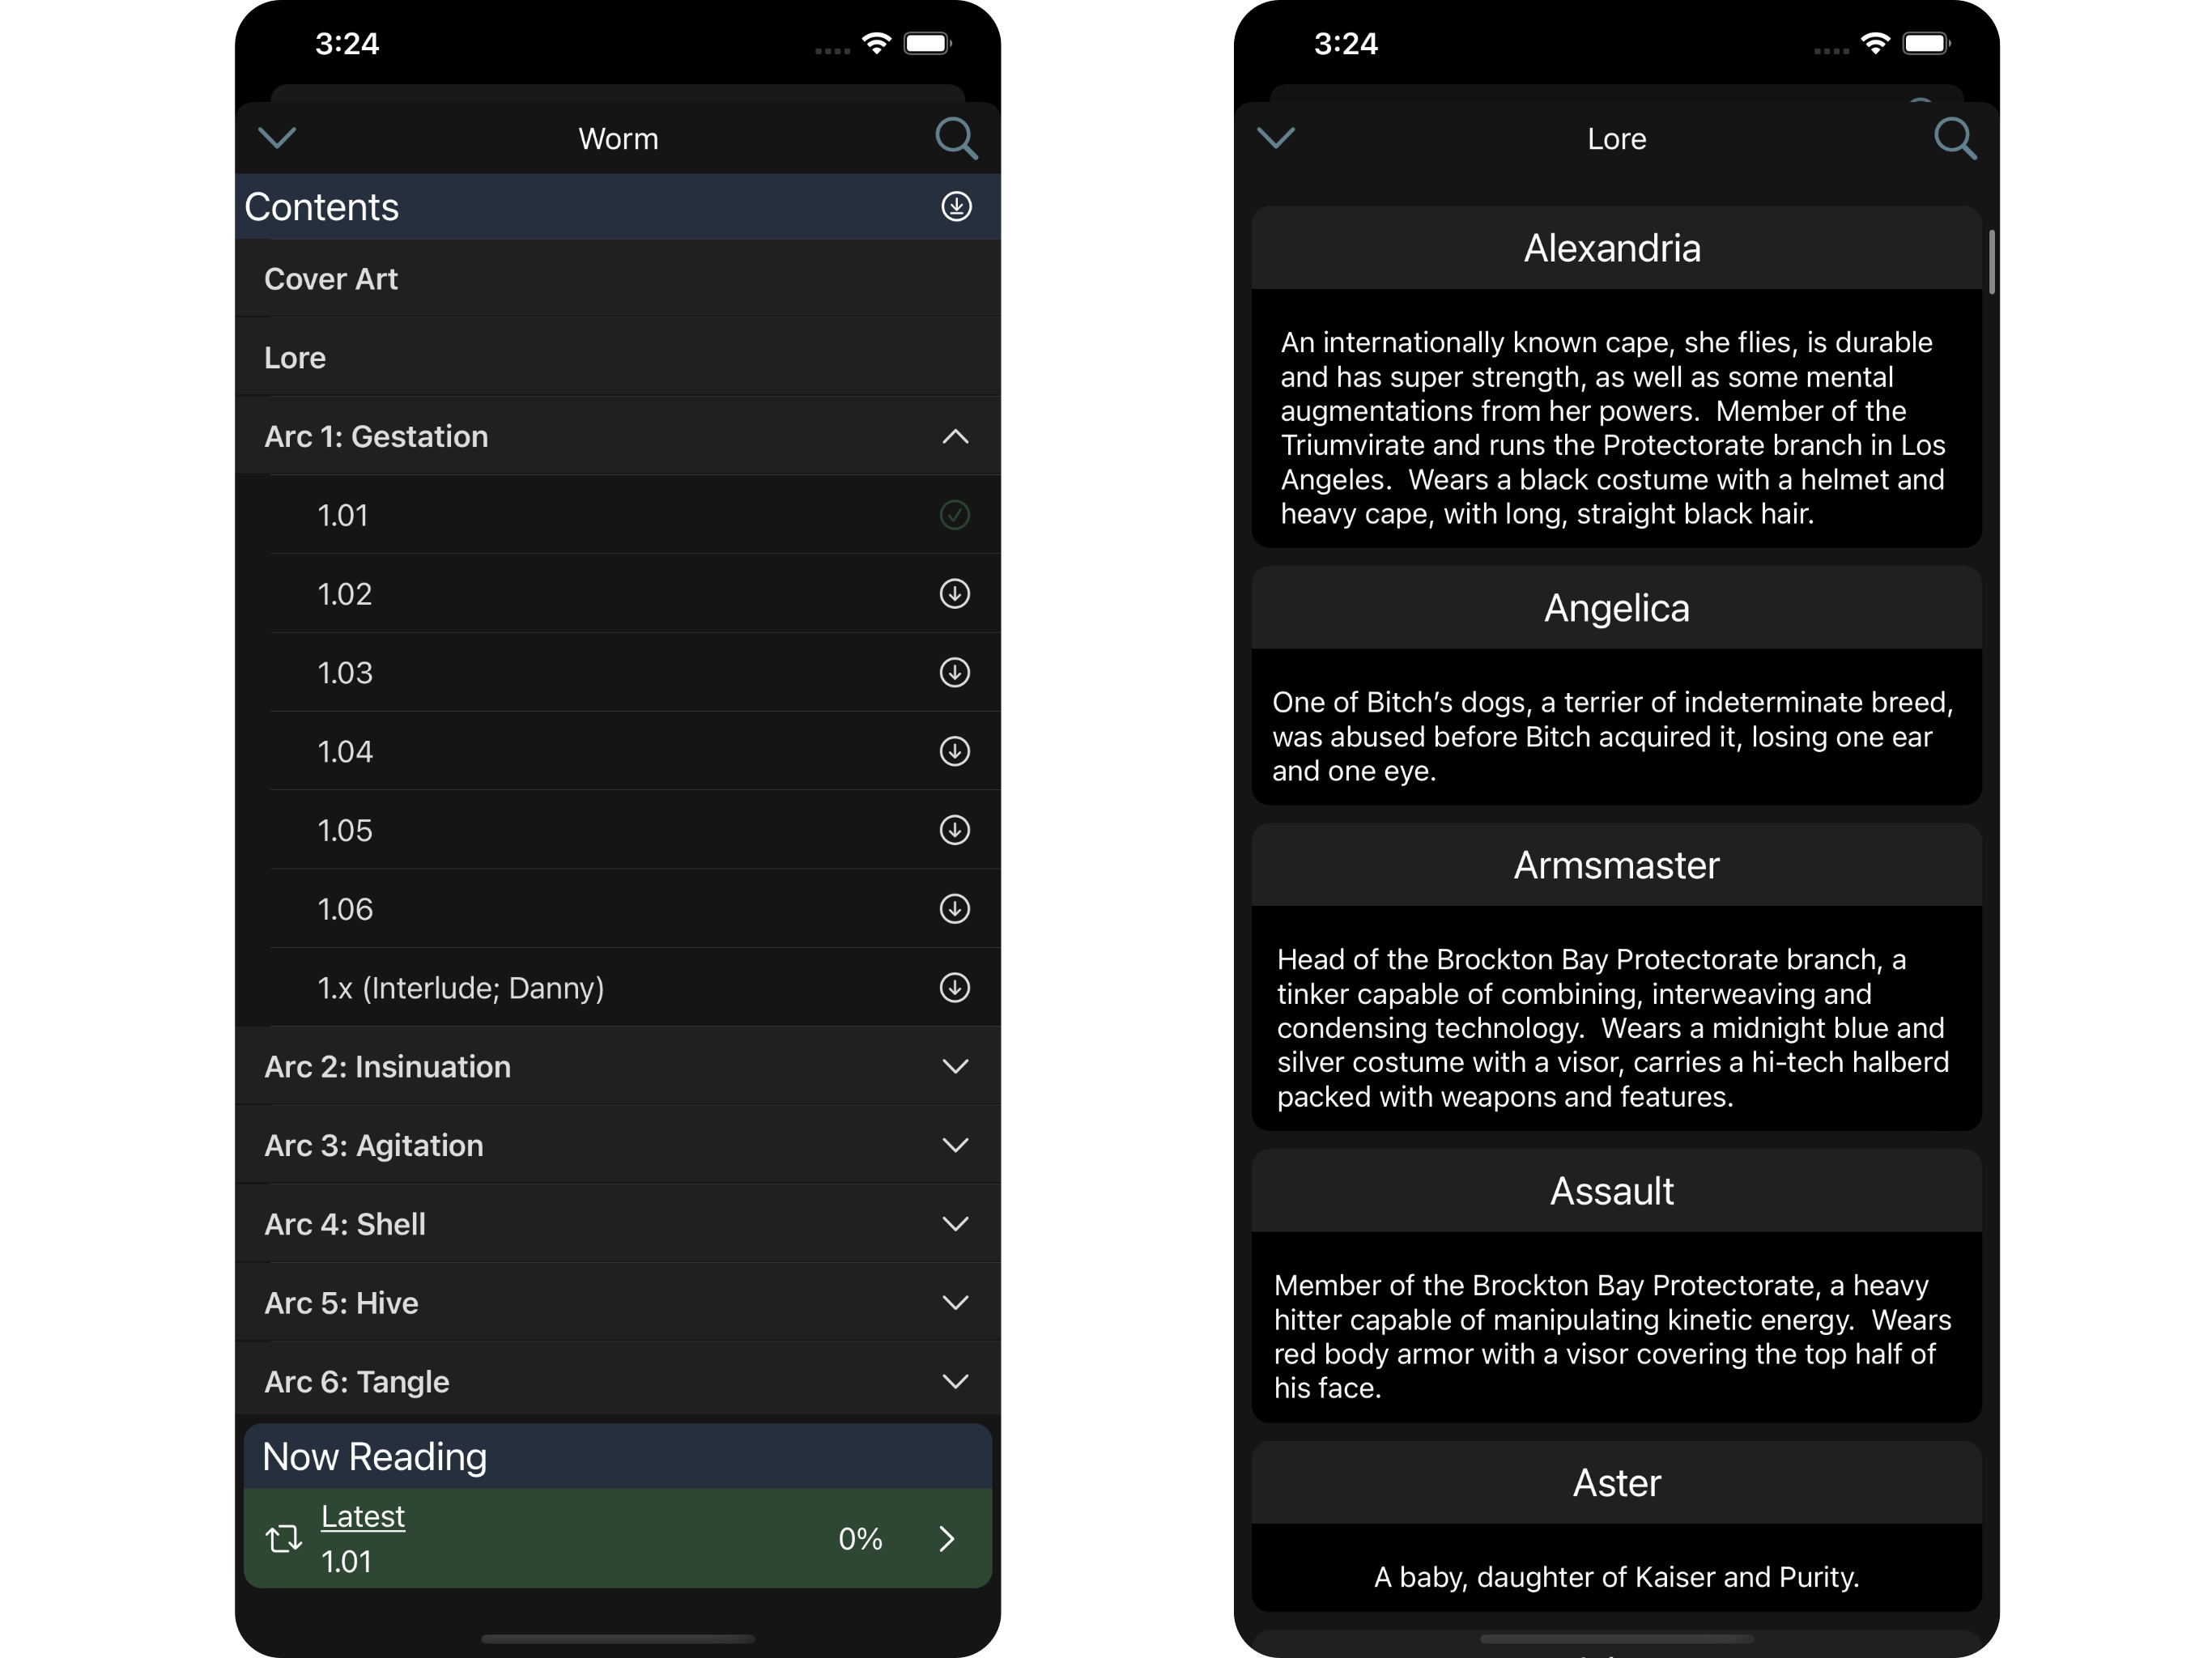 3:24
Worm
Contents
Cover Art
Lore
Arc 1: Gestation
1.01
1.02
1.03
1.04
1.05
1.06
1.x (Interlude; Danny)
Arc 2: Insinuation
Arc 3: Agitation
Arc 4: Shell
Arc 5: Hive
Arc 6: Tangle
Now Reading
Latest
1.01
0%
3:24
Lore
Alexandria
An internationally known cape, she flies, is durable
and has super strength, as well as some mental
augmentations from her powers.  Member of the
Triumvirate and runs the Protectorate branch in Los
Angeles.  Wears a black costume with a helmet and
heavy cape, with long, straight black hair.
Angelica
One of Bitch’s dogs, a terrier of indeterminate breed,
was abused before Bitch acquired it, losing one ear
and one eye.
Armsmaster
Head of the Brockton Bay Protectorate branch, a
tinker capable of combining, interweaving and
condensing technology.  Wears a midnight blue and
silver costume with a visor, carries a hi-tech halberd
packed with weapons and features.
Assault
Member of the Brockton Bay Protectorate, a heavy
hitter capable of manipulating kinetic energy.  Wears
red body armor with a visor covering the top half of
his face.
Aster
A baby, daughter of Kaiser and Purity.